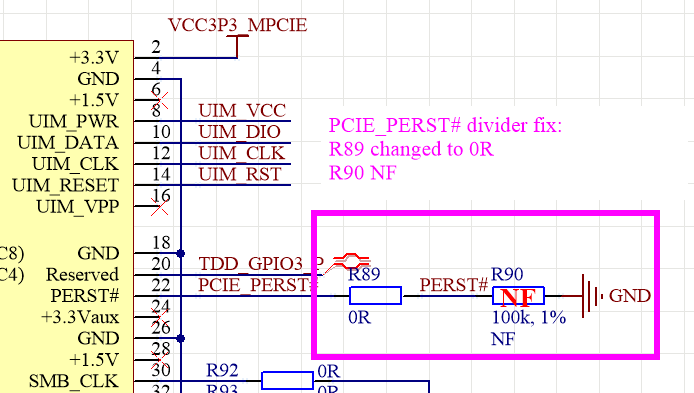 VCC3P3_MPCIE
+3.3V 2
GND 4
+1.5V 6
UIM_PWR 8 UIM_VCC
UIM_DATA 10 UIM_DIO
UIM_CLK 12 UIM_CLK
UIM_RESET 14 UIM_RST
UIM_VPP 16
PCIE_PERST# divider fix:
R89 changed to 0R
R90 NF
C8) GND 18
C4) Reserved 20 TDD_GPIO3_P
PERST# 22 PCIE_PERST#
R89
0R
PERST#
R90
NF
100k, 1%
NF
GND
+3.3Vaux 24
GND 26
+1.5V 28
SMB_CLK 30 R92 0R
32 R93 0R